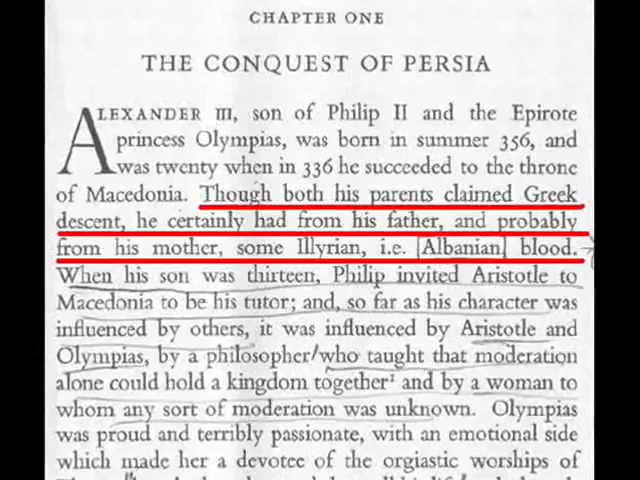 CHAPTER ONE
THE CONQUEST OF PERSIA
ALEXANDER III, son of Philip II and the Epirote
princess Olympias, was born in summer 356, and
was twenty when in 336 he succeeded to the throne
of Macedonia. Though both his parents claimed Greek
descent, he certainly had from his father, and probably
from his mother, some Illyrian, i.e. [Albanian] blood.
When his son was thirteen, Philip invited Aristotle to
Macedonia to be his tutor; and, so far as his character was
influenced by others, it was influenced by Aristotle and
Olympias, by a philosopher who taught that moderation
alone could hold a kingdom together¹ and by a woman to
whom any sort of moderation was unknown. Olympias
was proud and terribly passionate, with an emotional side
which made her a devotee of the orgiastic worships of